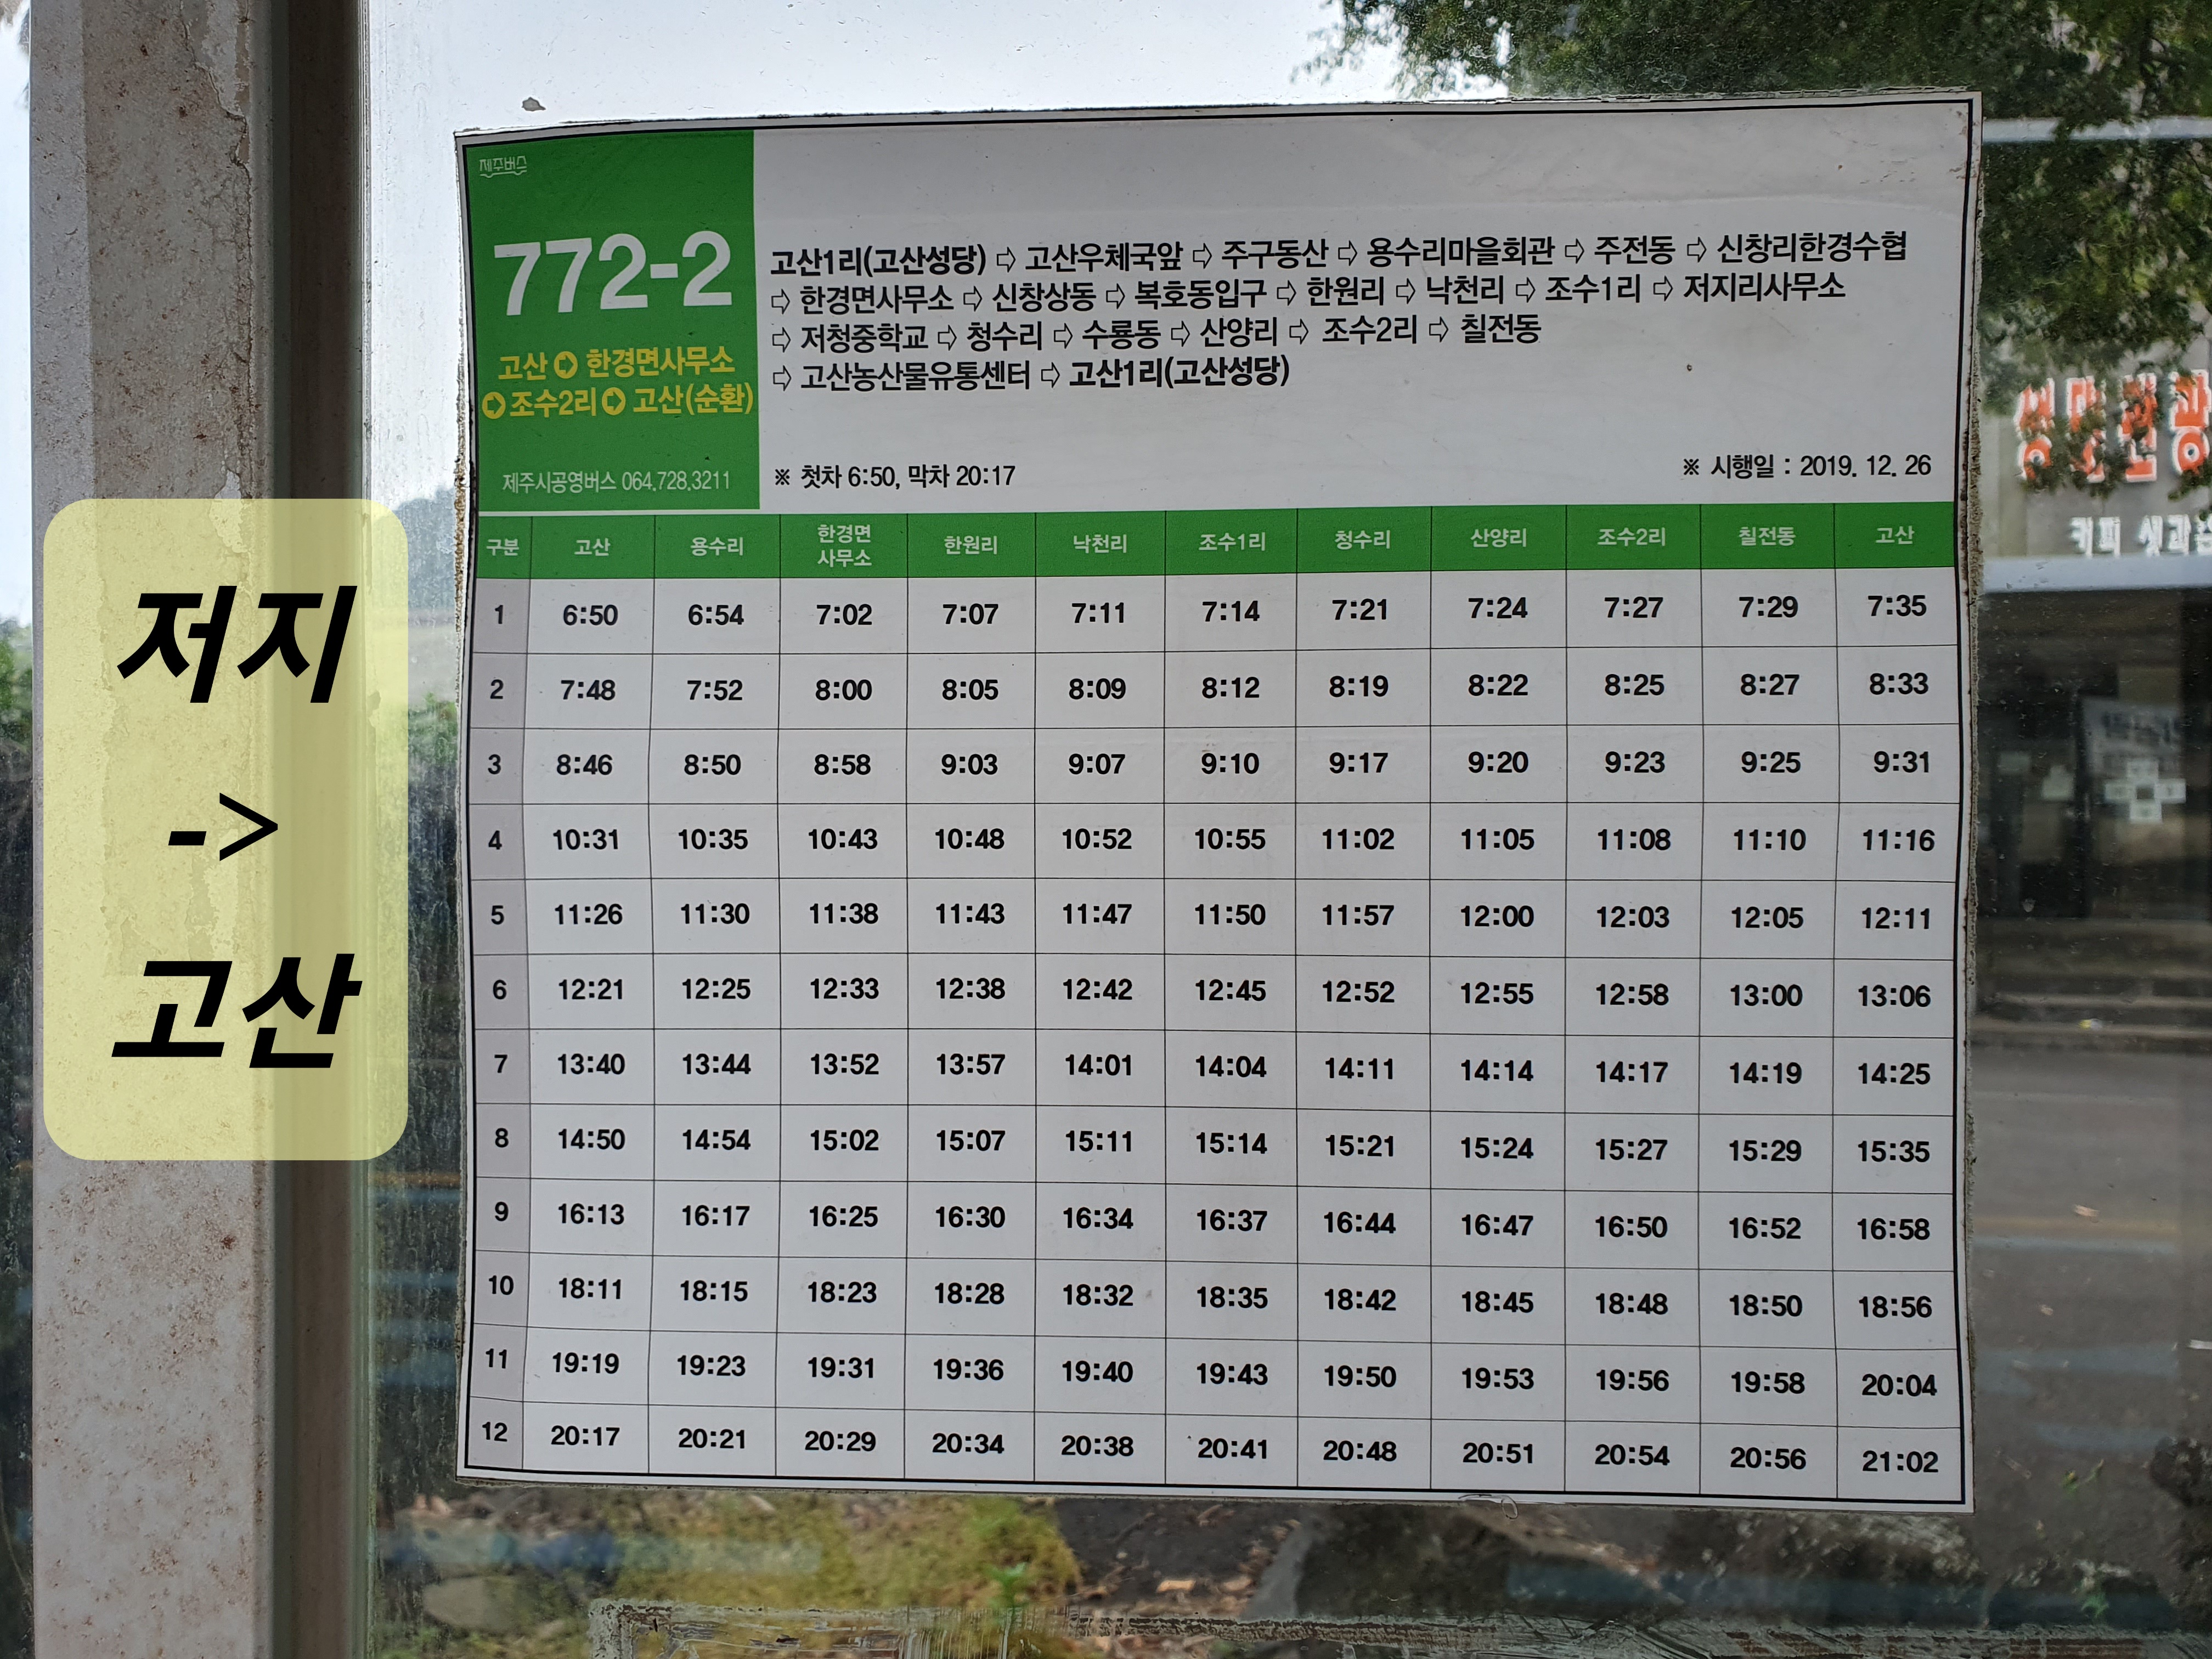 저지
->
고산
제주버스
772-2
고산 ➲ 한경면사무소
➲ 조수2리 ➲ 고산(순환)
제주시공영버스 064.728.3211
고산1리(고산성당) ⇨ 고산우체국앞 ⇨ 주구동산 ⇨ 용수리마을회관 ⇨ 주전동 ⇨ 신창리한경수협
⇨ 한경면사무소 ⇨ 신창상동 ⇨ 복호동입구 ⇨ 한원리 ⇨ 낙천리 ⇨ 조수1리 ⇨ 저지리사무소
⇨ 저청중학교 ⇨ 청수리 ⇨ 수룡동 ⇨ 산양리 ⇨ 조수2리 ⇨ 칠전동
⇨ 고산농산물유통센터 ⇨ 고산1리(고산성당)
※ 첫차 6:50, 막차 20:17
※ 시행일 : 2019. 12. 26
구분 고산 용수리 한경면 사무소 한원리 낙천리 조수1리 청수리 산양리 조수2리 칠전동 고산
1 6:50 6:54 7:02 7:07 7:11 7:14 7:21 7:24 7:27 7:29 7:35
2 7:48 7:52 8:00 8:05 8:09 8:12 8:19 8:22 8:25 8:27 8:33
3 8:46 8:50 8:58 9:03 9:07 9:10 9:17 9:20 9:23 9:25 9:31
4 10:31 10:35 10:43 10:48 10:52 10:55 11:02 11:05 11:08 11:10 11:16
5 11:26 11:30 11:38 11:43 11:47 11:50 11:57 12:00 12:03 12:05 12:11
6 12:21 12:25 12:33 12:38 12:42 12:45 12:52 12:55 12:58 13:00 13:06
7 13:40 13:44 13:52 13:57 14:01 14:04 14:11 14:14 14:17 14:19 14:25
8 14:50 14:54 15:02 15:07 15:11 15:14 15:21 15:24 15:27 15:29 15:35
9 16:13 16:17 16:25 16:30 16:34 16:37 16:44 16:47 16:50 16:52 16:58
10 18:11 18:15 18:23 18:28 18:32 18:35 18:42 18:45 18:48 18:50 18:56
11 19:19 19:23 19:31 19:36 19:40 19:43 19:50 19:53 19:56 19:58 20:04
12 20:17 20:21 20:29 20:34 20:38 20:41 20:48 20:51 20:54 20:56 21:02
커피